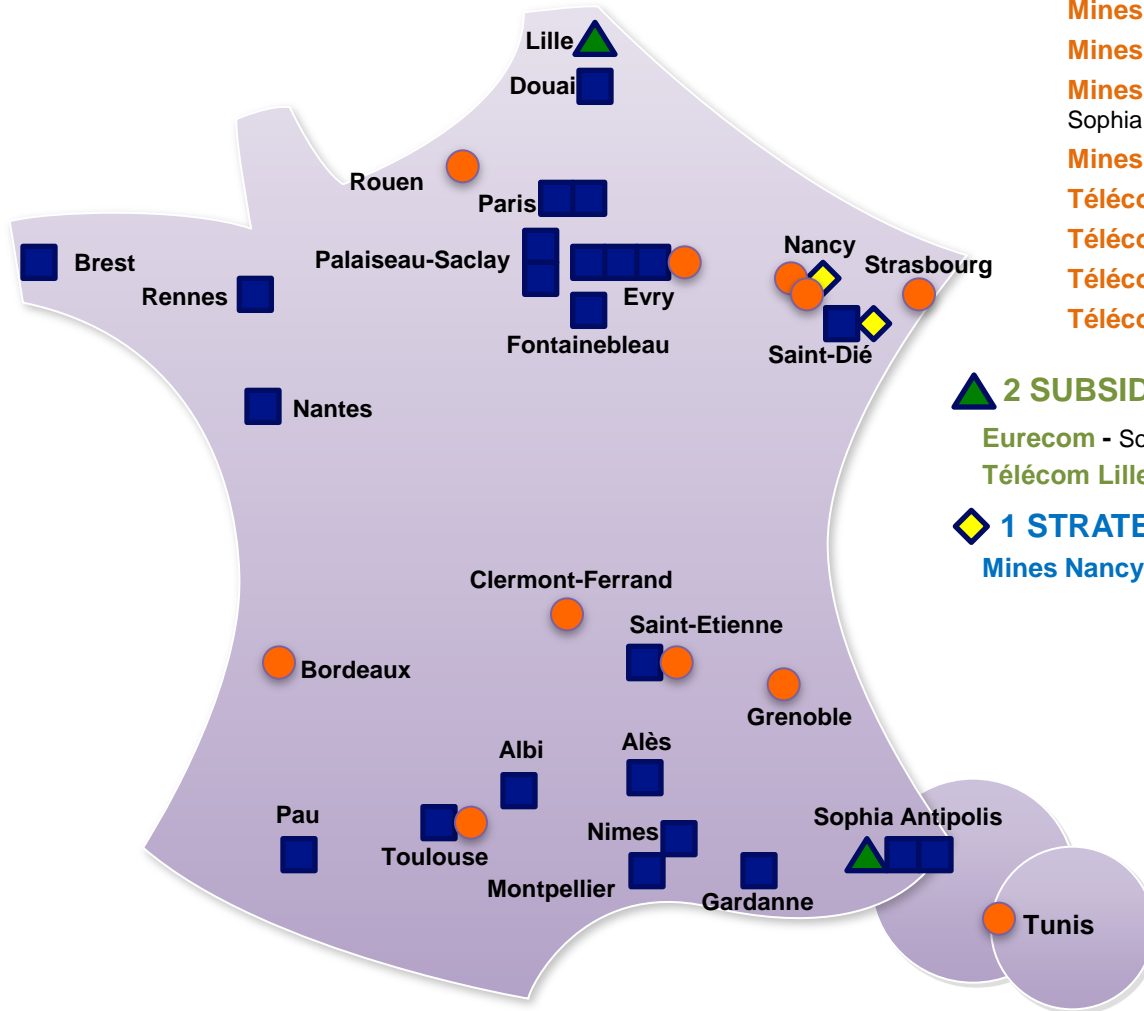 Lille
Douai
Rouen
Paris
Palaiseau-Saclay
Evry
Fontainebleau
Nancy
Strasbourg
Saint-Dié
Brest
Rennes
Nantes
Clermont-Ferrand
Saint-Etienne
Bordeaux
Grenoble
Albi
Alès
Pau
Toulouse
Nimes
Montpellier
Gardanne
Sophia Antipolis
Tunis
Mines
Mines
Mines
Sophia
Mines
Téléco
Téléco
Téléco
Téléco
2 SUBSID
Eurecom - So
Télécom Lille
1 STRATE
Mines Nancy